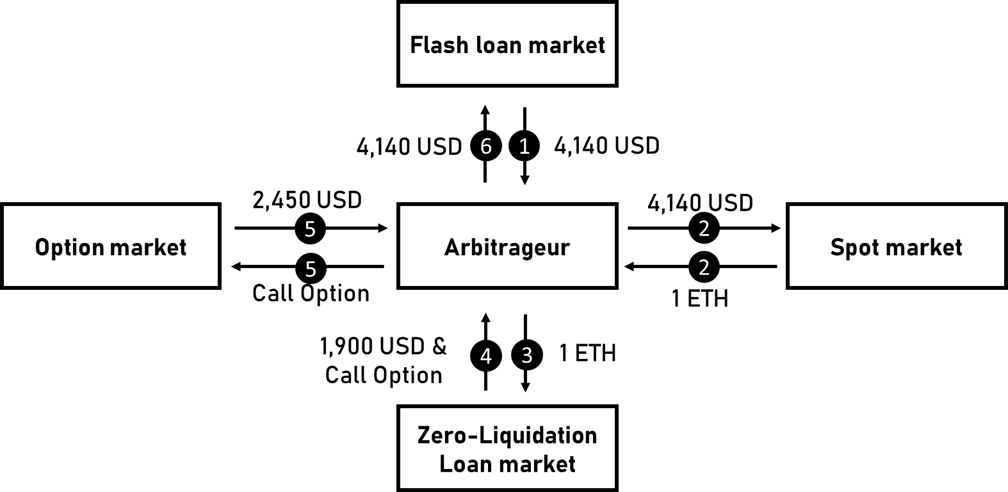 Flash loan market
4,140 USD
6
1
4,140 USD
2,450 USD
5
4,140 USD
2
Option market
Arbitrageur
Spot market
5
Call Option
2
1 ETH
1,900 USD &
Call Option
4
3
1 ETH
Zero-Liquidation
Loan market